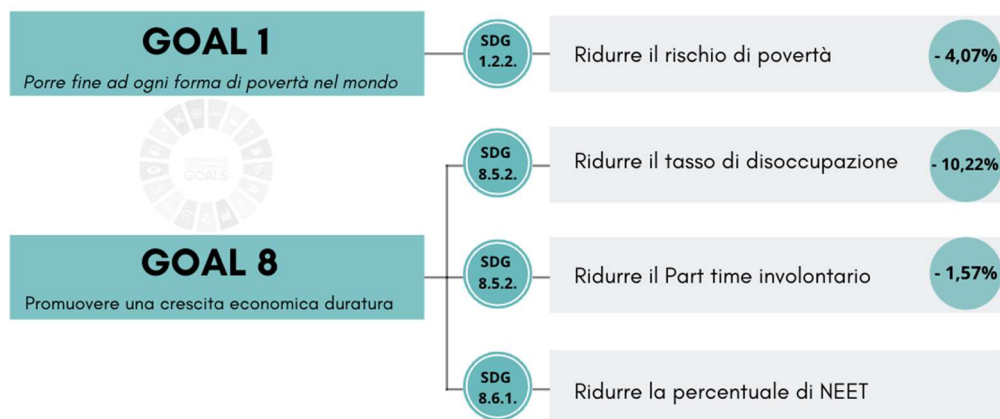 GOAL 1
Porre fine ad ogni forma di povertà nel mondo
SDG
1.2.2.
Ridurre il rischio di povertà
- 4,07%
SDG
8.5.2.
Ridurre il tasso di disoccupazione
- 10,22%
GOALS
GOAL 8
Promuovere una crescita economica duratura
SDG
8.5.2.
Ridurre il Part time involontario
- 1,57%
SDG
8.6.1.
Ridurre la percentuale di NEET